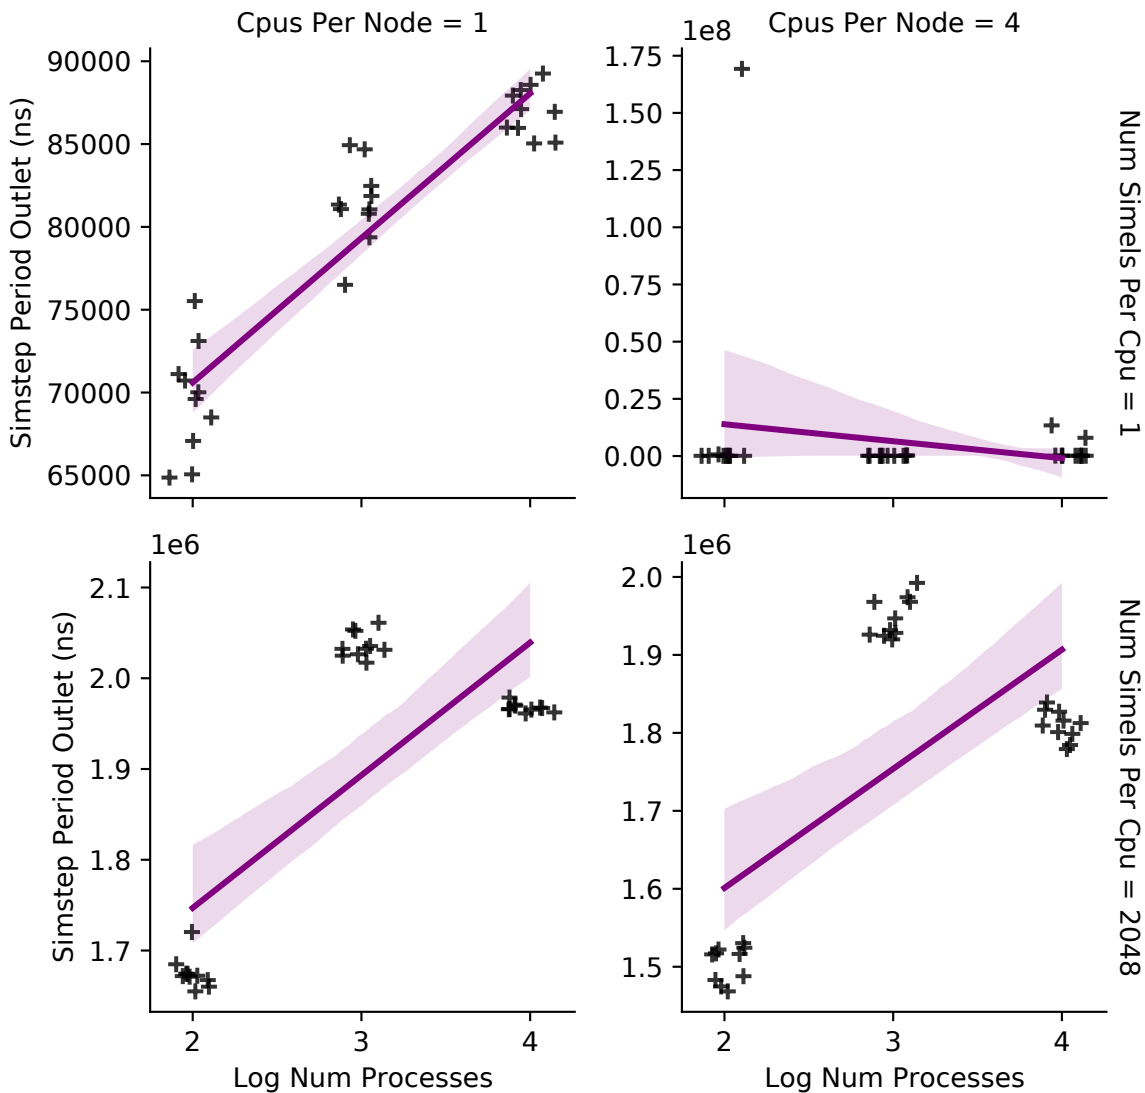 Cpus Per Node = 1
Cpus Per Node = 4
1e8
Simstep Period Outlet (ns)
90000
85000
80000
75000
70000
65000
1.75
1.50
1.25
1.00
0.75
0.50
0.25
0.00
Num Simels Per Cpu = 1
1e6
1e6
Simstep Period Outlet (ns)
2.1
2.0
1.9
1.8
1.7
2.0
1.9
1.8
1.7
1.6
1.5
Num Simels Per Cpu = 2048
2 3 4
2 3 4
Log Num Processes
Log Num Processes